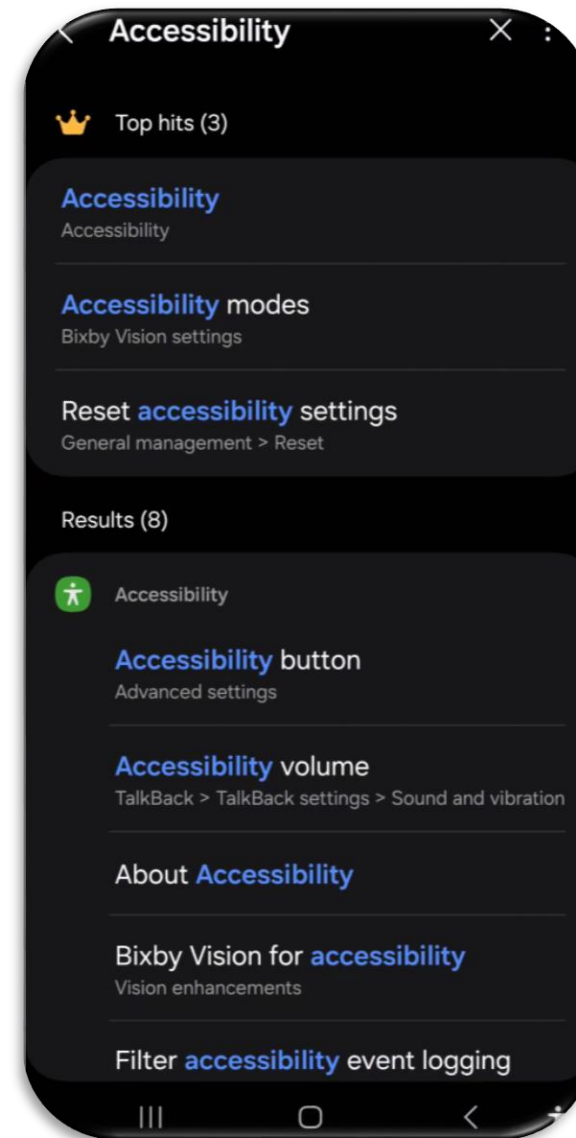 Accessibility
Top hits (3)
Accessibility
Accessibility
Accessibility modes
Bixby Vision settings
Reset accessibility settings
General management > Reset
Results (8)
Accessibility
Accessibility button
Advanced settings
Accessibility volume
TalkBack > TalkBack settings > Sound and vibration
About Accessibility
Bixby Vision for accessibility
Vision enhancements
Filter accessibility event logging